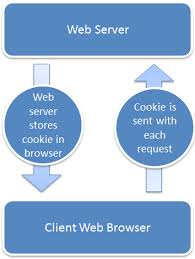 Web Server
Web
server
stores
cookie in
browser
Cookie is
sent with
each
request
Client Web Browser